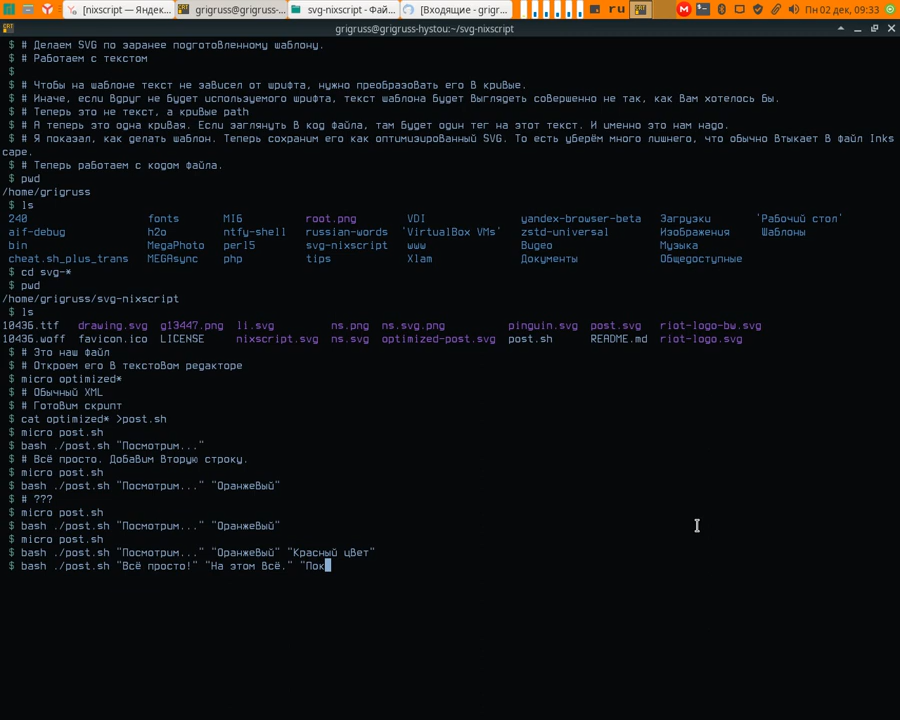 [nixscript — Яндек...
grigruss@grigruss-...
svg-nixscript - Фай...
[Входящие - grigr...
ru
Пн 02 дек, 09:33
grigruss@grigruss-hystou:~/svg-nixscript
$ # Делаем SVG по заранее подготовленному шаблону.
$ # Работаем с текстом
$
$ # Чтобы на шаблоне текст не зависел от шрифта, нужно преобразовать его в кривые.
$ # Иначе, если вдруг не будет используемого шрифта, текст шаблона будет выглядеть совершенно не так, как Вам хотелось бы.
$ # Теперь это не текст, а кривые path
$ # А теперь это одна кривая. Если заглянуть в код файла, там будет один тег на этот текст. И именно это нам надо.
$ # Я показал, как делать шаблон. Теперь сохраним его как оптимизированный SVG. То есть уберём много лишнего, что обычно втыкает в файл Inks
cape.
$ # Теперь работаем с кодом файла.
$ pwd
/home/grigruss
$ ls
240 fonts MI6 root.png VDI yandex-browser-beta Загрузки 'Рабочий стол'
aif-debug h2o ntfy-shell russian-words 'VirtualBox VMs' zstd-universal Изображения Шаблоны
bin MegaPhoto perl5 svg-nixscript www Видео Музыка
cheat.sh_plus_trans MEGAsync php tips Xlam Документы Общедоступные
$ cd svg-*
$ pwd
/home/grigruss/svg-nixscript
$ ls
10436.ttf drawing.svg g13447.png li.svg ns.png ns.svg.png pinguin.svg post.svg riot-logo-bw.svg
10436.woff favicon.ico LICENSE nixscript.svg ns.svg optimized-post.svg post.sh README.md riot-logo.svg
$ # Это наш файл
$ # Откроем его в текстовом редакторе
$ micro optimized*
$ # Обычный XML
$ # Готовим скрипт
$ cat optimized* >post.sh
$ micro post.sh
$ bash ./post.sh "Посмотрим..."
$ # Всё просто. Добавим вторую строку.
$ micro post.sh
$ bash ./post.sh "Посмотрим..." "Оранжевый"
$ # ???
$ micro post.sh
$ bash ./post.sh "Посмотрим..." "Оранжевый"
$ micro post.sh
$ bash ./post.sh "Посмотрим..." "Оранжевый" "Красный цвет"
$ bash ./post.sh "Всё просто!" "На этом всё." "Пок